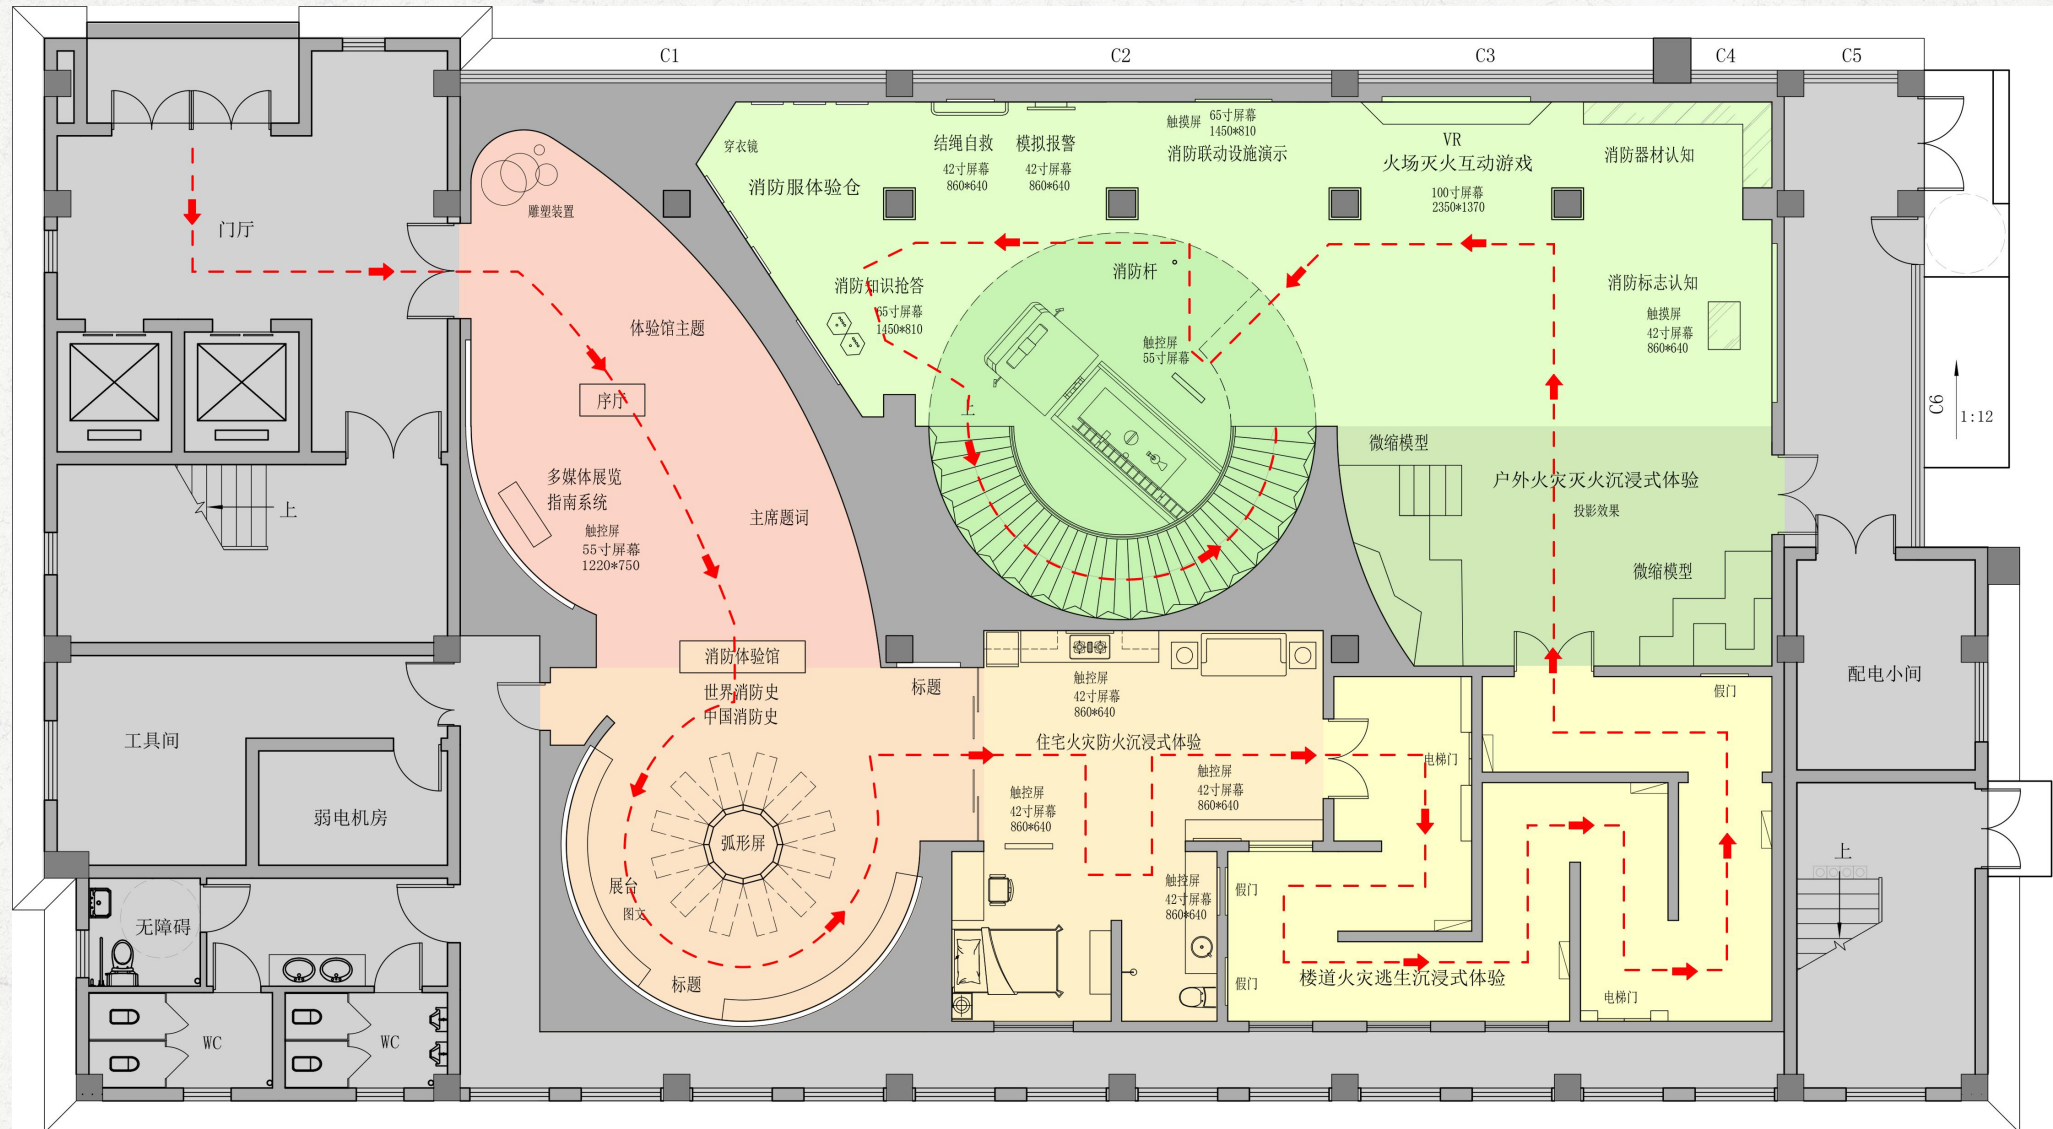 C1
C2
C3
C4
C5
门厅
上
工具间
弱电机房
无障碍
WC
WC
雕塑装置
体验馆主题
序厅
多媒体展览
指南系统
触控屏
55寸屏幕
1220*750
主席题词
消防体验馆
世界消防史
中国消防史
标题
弧形屏
展台
图文
标题
穿衣镜
消防服体验仓
结绳自救
42寸屏幕
860*640
模拟报警
42寸屏幕
860*640
触摸屏
65寸屏幕
1450*810
消防联动设施演示
VR
火场灭火互动游戏
100寸屏幕
2350*1370
消防器材认知
消防知识抢答
65寸屏幕
1450*810
消防杆
触控屏
55寸屏幕
上
消防标志认知
触摸屏
42寸屏幕
860*640
微缩模型
户外火灾灭火沉浸式体验
投影效果
微缩模型
触控屏
42寸屏幕
860*640
住宅火灾防火沉浸式体验
触控屏
42寸屏幕
860*640
触控屏
42寸屏幕
860*640
触控屏
42寸屏幕
860*640
电梯门
假门
假门
假门
楼道火灾逃生沉浸式体验
电梯门
C6
1:12
配电小间
上